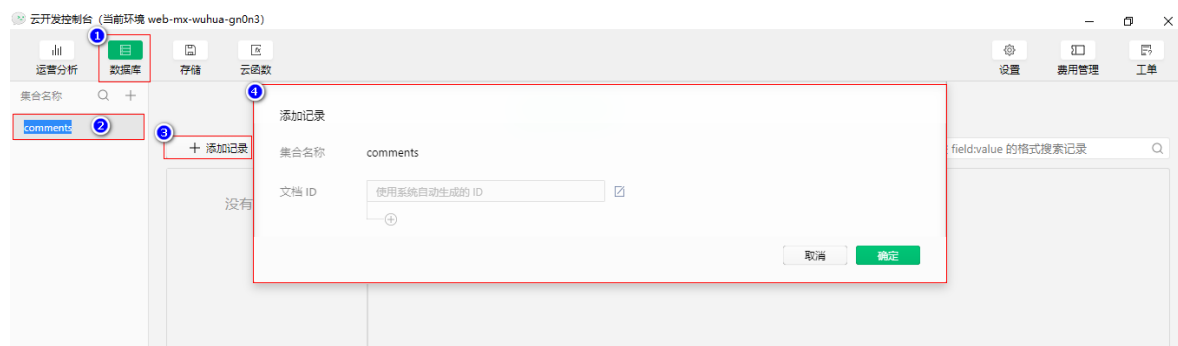 云开发控制台（当前环境 web-mx-wuhua-gn0n3）
1
运营分析 数据库 存储 云函数 设置 费用管理 工单
集合名称
4
添加记录
comments 2
3
添加记录
集合名称 comments
field:value 的格式搜索记录
文档 ID 使用系统自动生成的 ID
没有
取消 确定